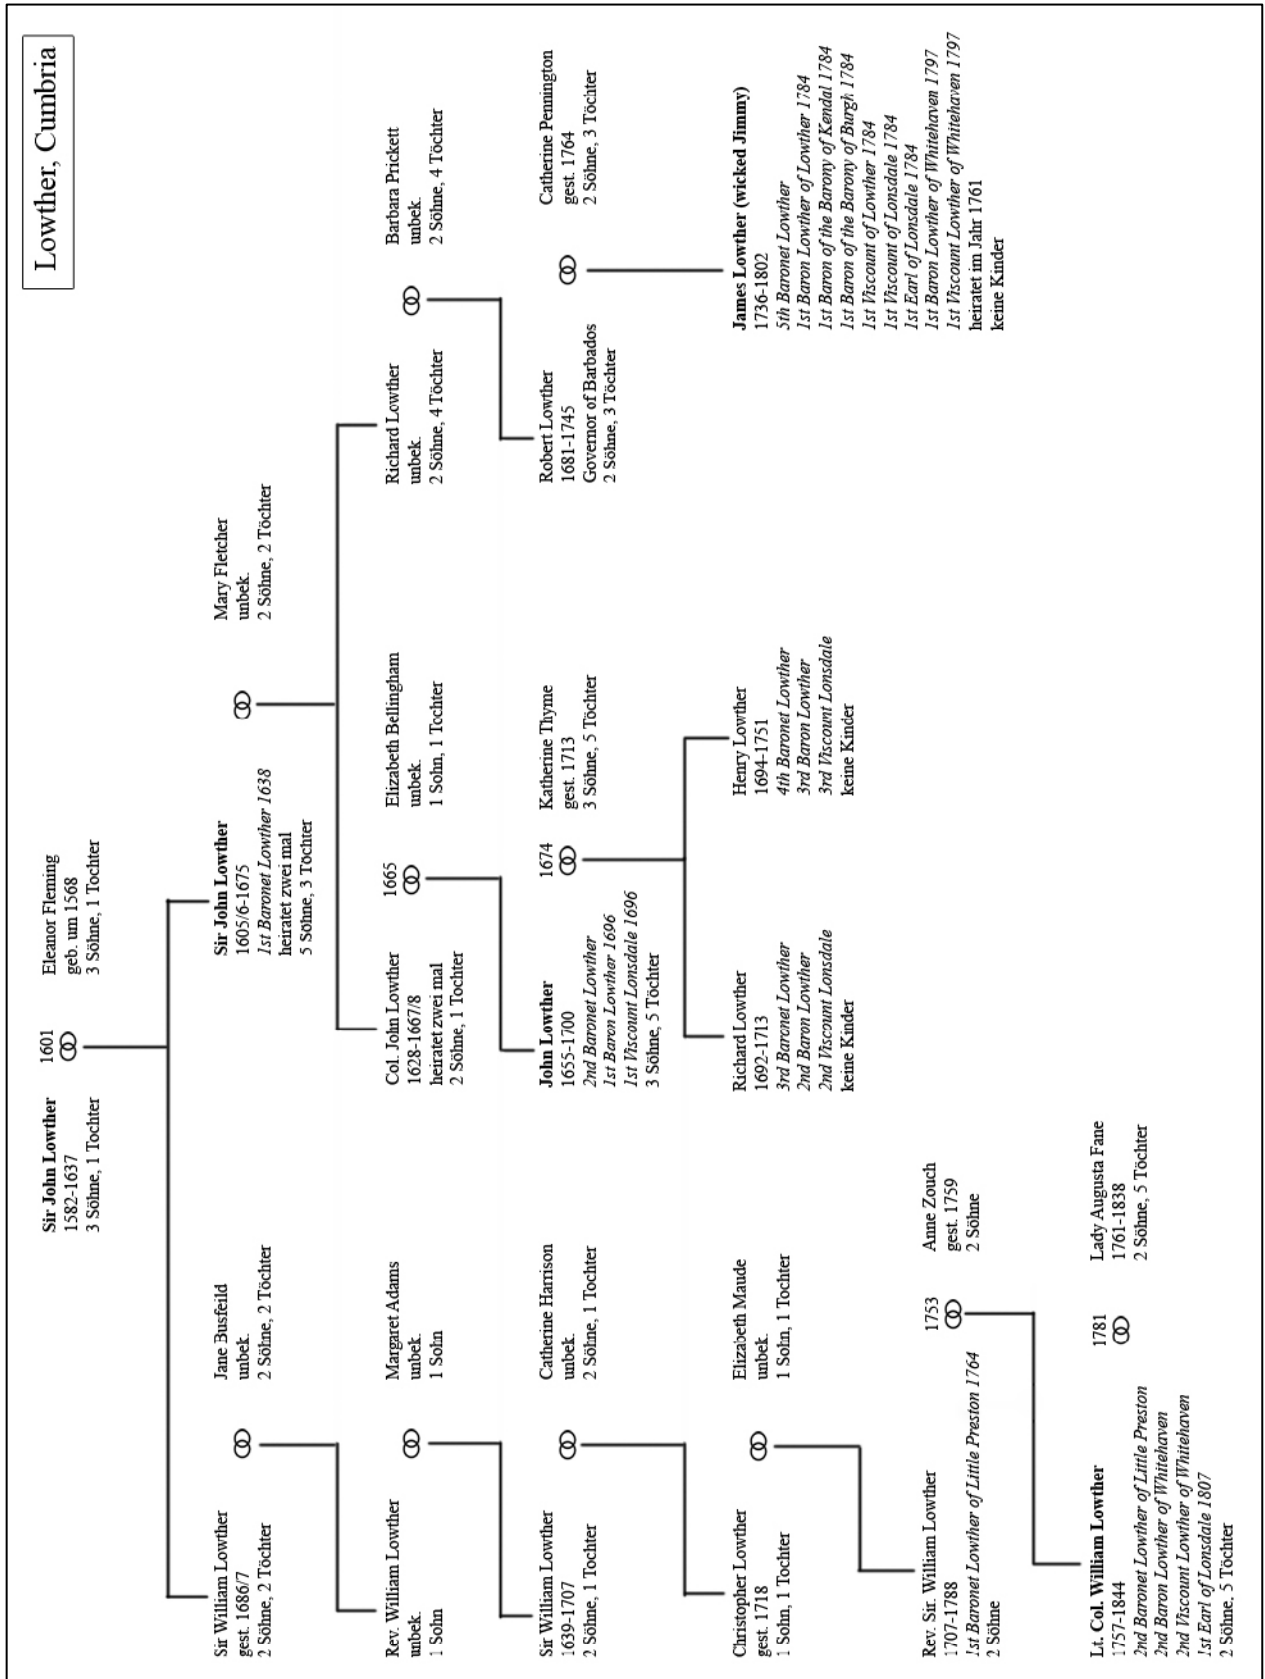 Lowther, Cumbria
Sir John Lowther
1582-1637
3 Söhne, 1 Tochter
1601
Eleanor Fleming
geb. um 1568
3 Söhne, 1 Tochter
Sir William Lowther
gest. 1686/7
2 Söhne, 2 Töchter
Jane Busfeild
unbek.
2 Söhne, 2 Töchter
Sir John Lowther
1605/6-1675
1st Baronet Lowther 1638
heiratet zwei mal
5 Söhne, 3 Töchter
Mary Fletcher
unbek.
2 Söhne, 2 Töchter
Rev. William Lowther
unbek.
1 Sohn
Margaret Adams
unbek.
1 Sohn
Col. John Lowther
1628-1667/8
heiratet zwei mal
2 Söhne, 1 Tochter
1665
Elizabeth Bellingham
unbek.
1 Sohn, 1 Tochter
Richard Lowther
unbek.
2 Söhne, 4 Töchter
Barbara Prickett
unbek.
2 Söhne, 4 Töchter
Sir William Lowther
1639-1707
2 Söhne, 1 Tochter
Catherine Harrison
unbek.
2 Söhne, 1 Tochter
John Lowther
1655-1700
2nd Baronet Lowther
1st Baron Lowther 1696
1st Viscount Lonsdale 1696
3 Söhne, 5 Töchter
1674
Katherine Thyme
gest. 1713
3 Söhne, 5 Töchter
Robert Lowther
1681-1745
Governor of Barbados
2 Söhne, 3 Töchter
Catherine Pennington
gest. 1764
2 Söhne, 3 Töchter
Christopher Lowther
gest. 1718
1 Sohn, 1 Tochter
Elizabeth Maude
unbek.
1 Sohn, 1 Tochter
Richard Lowther
1692-1713
3rd Baronet Lowther
2nd Baron Lowther
2nd Viscount Lonsdale
keine Kinder
Henry Lowther
1694-1751
4th Baronet Lowther
3rd Baron Lowther
3rd Viscount Lonsdale
keine Kinder
James Lowther (wicked Jimmy)
1736-1802
5th Baronet Lowther
1st Baron Lowther of Lowther 1784
1st Baron of the Barony of Kendal 1784
1st Baron of the Barony of Burgh 1784
1st Viscount of Lowther 1784
1st Viscount of Lonsdale 1784
1st Earl of Lonsdale 1784
1st Baron Lowther of Whitehaven 1797
1st Viscount Lowther of Whitehaven 1797
heiratet im Jahr 1761
keine Kinder
Rev. Sir. William Lowther
1707-1788
1st Baronet Lowther of Little Preston 1764
2 Söhne
1753
Anne Zouch
gest. 1759
2 Söhne
Lt. Col. William Lowther
1757-1844
2nd Baronet Lowther of Little Preston
2nd Baron Lowther of Whitehaven
2nd Viscount Lowther of Whitehaven
1st Earl of Lonsdale 1807
2 Söhne, 5 Töchter
1781
Lady Augusta Fane
1761-1838
2 Söhne, 5 Töchter